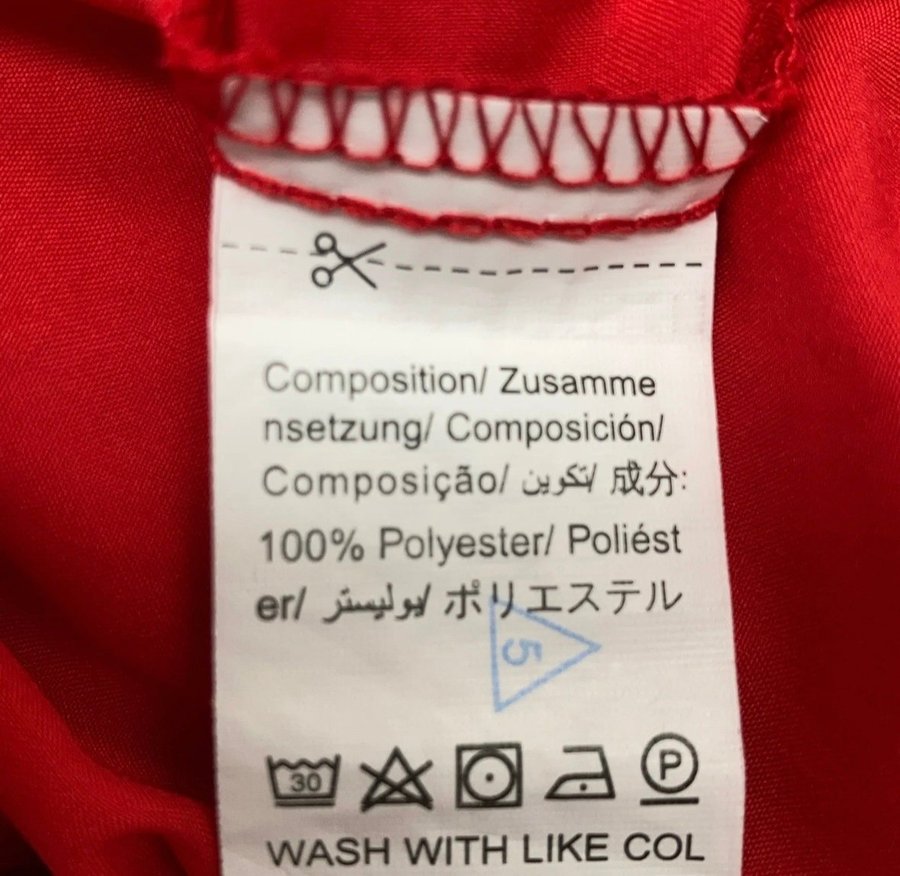 Composition/ Zusamme
nsetzung/ Composición/
Composição/ تكوين/ 成分:
100% Polyester/ Poliést
er/ بوليستر/ ポリエステル
5
30
P
WASH WITH LIKE COL